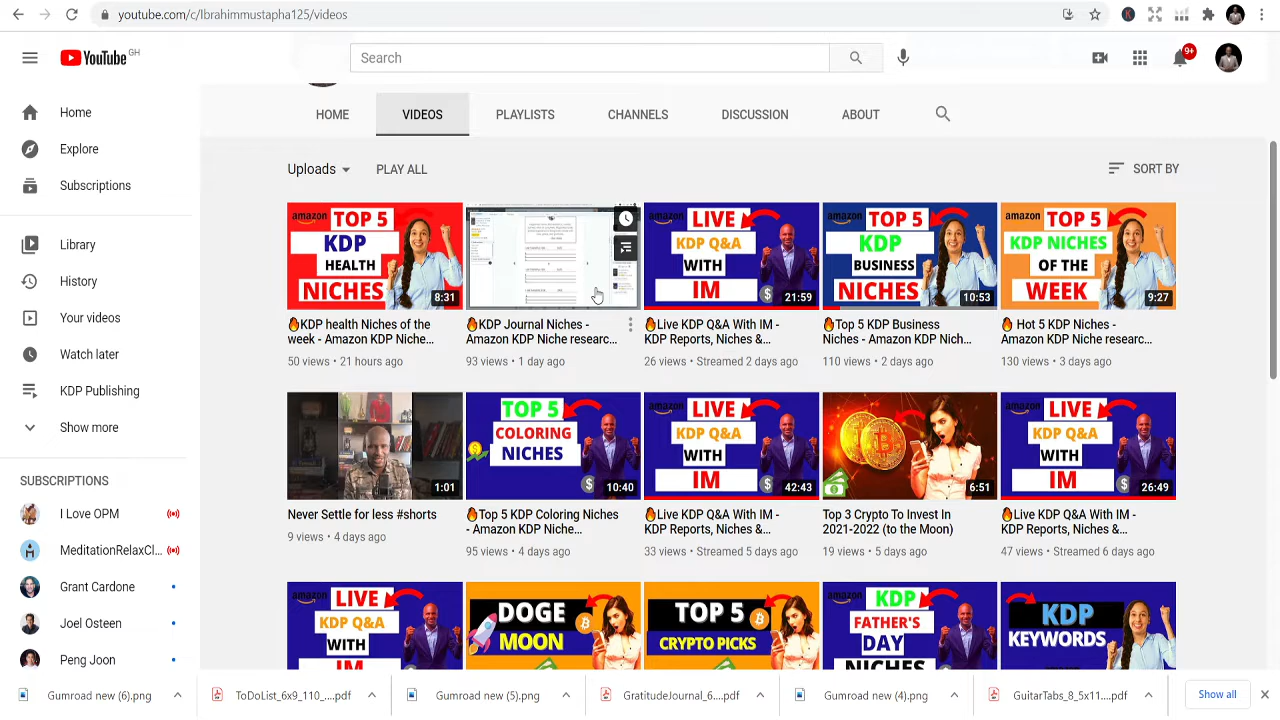 youtube.com/c/Ibrahimmustapha125/videos
YouTube GH
Search
9+
Home
Explore
Subscriptions
Library
History
Your videos
Watch later
KDP Publishing
Show more
SUBSCRIPTIONS
I Love OPM
MeditationRelaxCl...
Grant Cardone
Joel Osteen
Peng Joon
HOME VIDEOS PLAYLISTS CHANNELS DISCUSSION ABOUT
Uploads PLAY ALL SORT BY
amazon TOP 5
KDP
HEALTH
NICHES
8:31
🔥KDP health Niches of the
week - Amazon KDP Niche...
50 views • 21 hours ago
🔥KDP Journal Niches -
Amazon KDP Niche researc...
93 views • 1 day ago
amazon LIVE
KDP Q&A
WITH
IM
21:59
🔥Live KDP Q&A With IM -
KDP Reports, Niches &...
26 views • Streamed 2 days ago
amazon TOP 5
KDP
BUSINESS
NICHES
10:53
🔥Top 5 KDP Business
Niches - Amazon KDP Nich...
110 views • 2 days ago
amazon TOP 5
KDP NICHES
OF THE
WEEK
9:27
🔥 Hot 5 KDP Niches -
Amazon KDP Niche researc...
130 views • 3 days ago
1:01
Never Settle for less #shorts
9 views • 4 days ago
TOP 5
COLORING
NICHES
10:40
🔥Top 5 KDP Coloring Niches
- Amazon KDP Niche...
95 views • 4 days ago
amazon LIVE
KDP Q&A
WITH
IM
42:43
🔥Live KDP Q&A With IM -
KDP Reports, Niches &...
33 views • Streamed 5 days ago
6:51
Top 3 Crypto To Invest In
2021-2022 (to the Moon)
19 views • 5 days ago
amazon LIVE
KDP Q&A
WITH
IM
26:49
🔥Live KDP Q&A With IM -
KDP Reports, Niches &...
47 views • Streamed 6 days ago
amazon LIVE
KDP Q&A
WITH
IM
DOGE
MOON
TOP 5
CRYPTO PICKS
amazon KDP
FATHER'S
DAY
NICHES
KDP
KEYWORDS
Gumroad new (6).png
ToDoList_6x9_110_....pdf
Gumroad new (5).png
GratitudeJournal_6....pdf
Gumroad new (4).png
GuitarTabs_8_5x11....pdf
Show all